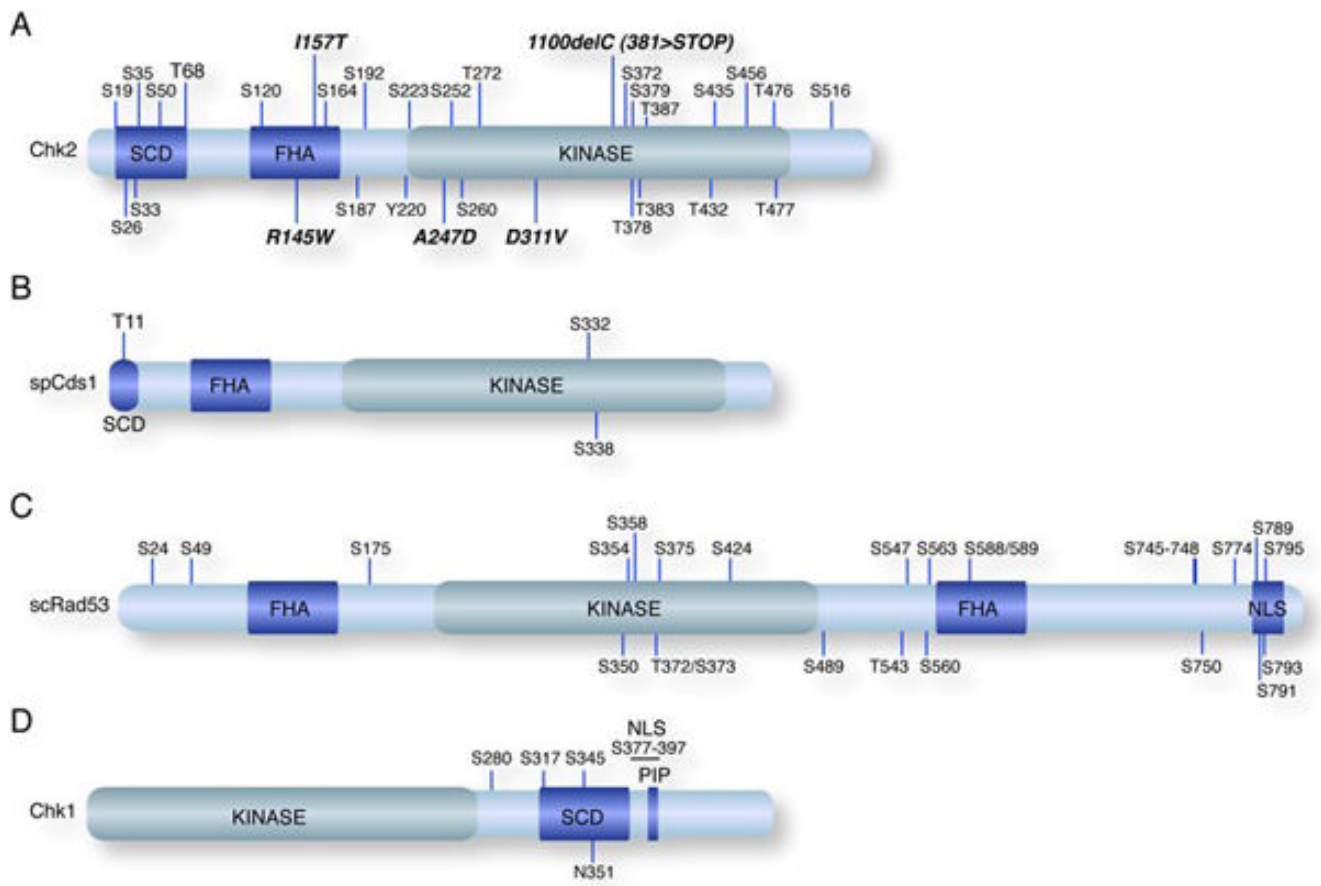 A
I157T
1100delC (381>STOP)
S35 T68 S192 T272 S372 S456
S19 S50 S120 S164 S223 S252 S379 S435 T476 S516
T387
Chk2 SCD FHA KINASE
S33 S187 Y220 S260 T383 T432 T477
S26 R145W A247D D311V T378
B
T11 S332
spCds1 FHA KINASE
SCD
S338
C
S358 S789
S24 S49 S175 S354 S375 S424 S547 S563 S588/589 S745-748 S774 S795
scRad53 FHA KINASE FHA NLS
S350 T372/S373 S489 T543 S560 S750 S793
S791
D
NLS
S280 S317 S345 S377-397
PIP
Chk1 KINASE SCD
N351